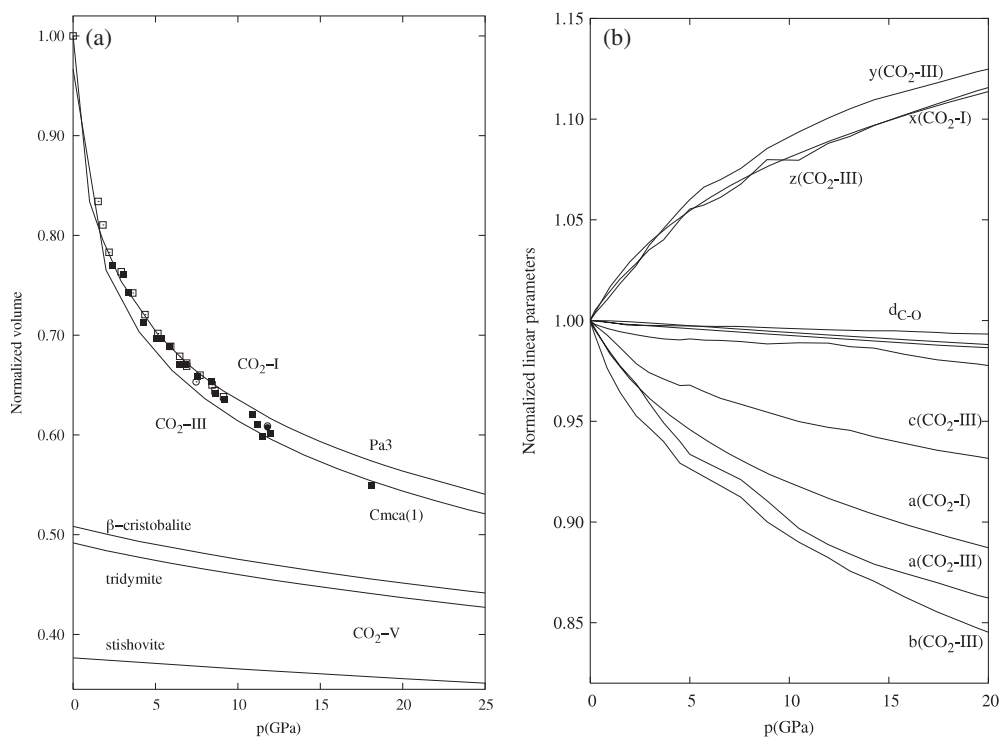 (a)
1.00
0.90
0.80
0.70
0.60
0.50
0.40
Normalized volume
CO₂−I
CO₂−III
Pa3
Cmca(1)
β−cristobalite
tridymite
CO₂−V
stishovite
0 5 10 15 20 25
p(GPa)
(b)
1.15
1.10
1.05
1.00
0.95
0.90
0.85
Normalized linear parameters
y(CO₂-III)
x(CO₂-I)
z(CO₂-III)
d_C-O
c(CO₂-III)
a(CO₂-I)
a(CO₂-III)
b(CO₂-III)
0 5 10 15 20
p(GPa)